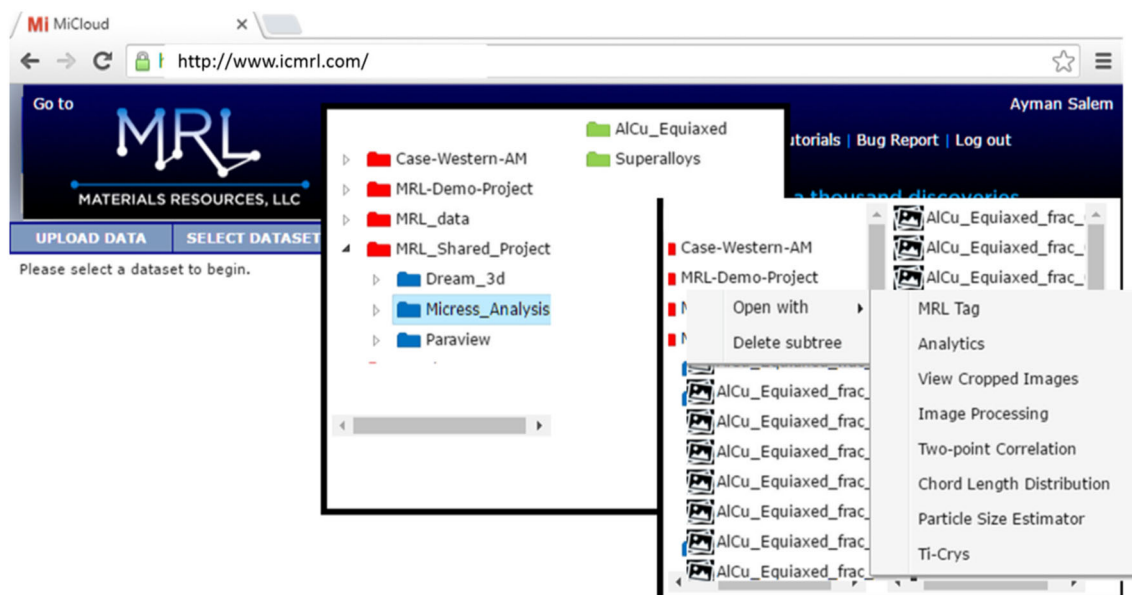 Mi MiCloud
http://www.icmrl.com/
Go to
Ayman Salem
MRL
MATERIALS RESOURCES, LLC
utorials | Bug Report | Log out
a thousand discoveries
UPLOAD DATA
SELECT DATASET
Please select a dataset to begin.
Case-Western-AM
MRL-Demo-Project
MRL_data
MRL_Shared_Project
Dream_3d
Micress_Analysis
Paraview
AlCu_Equiaxed
Superalloys
Case-Western-AM
MRL-Demo-Project
AlCu_Equiaxed_frac_
AlCu_Equiaxed_frac_
AlCu_Equiaxed_frac_
Open with
Delete subtree
MRL Tag
Analytics
View Cropped Images
Image Processing
Two-point Correlation
Chord Length Distribution
Particle Size Estimator
Ti-Crys
AlCu_Equiaxed_frac_
AlCu_Equiaxed_frac_
AlCu_Equiaxed_frac_
AlCu_Equiaxed_frac_
AlCu_Equiaxed_frac_
AlCu_Equiaxed_frac_
AlCu_Equiaxed_frac_